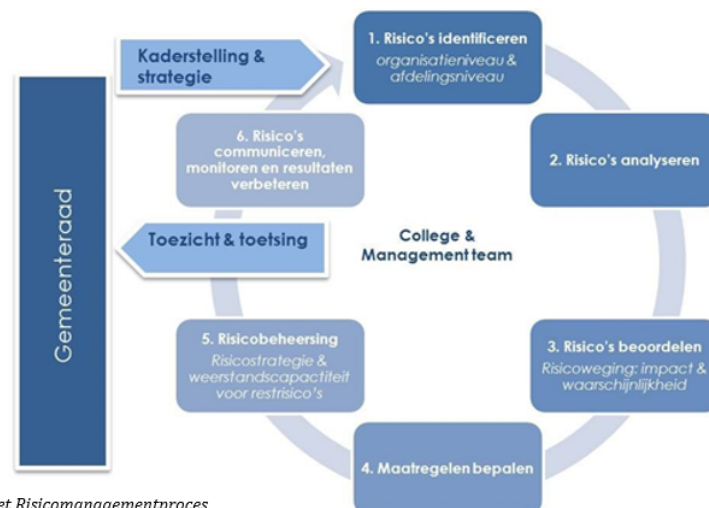 Kaderstelling &
strategie
1. Risico's identificeren
organisatieniveau &
afdelingsniveau
6. Risico's
communiceren,
monitoren en resultaten
verbeteren
2. Risico's analyseren
Gemeenteraad
Toezicht & toetsing
College &
Management team
5. Risicobeheersing
Risicostrategie &
weerstandscapactiteit
voor restrisico's
3. Risico's beoordelen
Risicoweging: impact &
waarschijnlijkheid
4. Maatregelen bepalen
et Risicomanagementproces